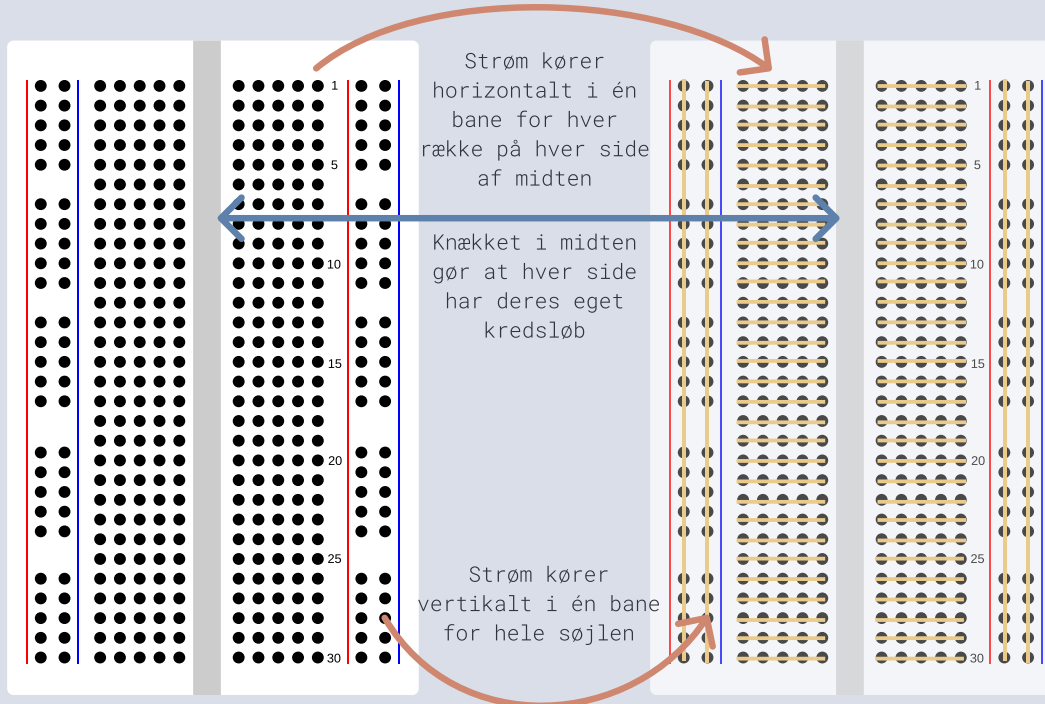 Strøm kører
horizontalt i én
bane for hver
række på hver side
af midten
Knækket i midten
gør at hver side
har deres eget
kredsløb
Strøm kører
vertikalt i én bane
for hele søjlen
1
5
10
15
20
25
30
1
5
10
15
20
25
30